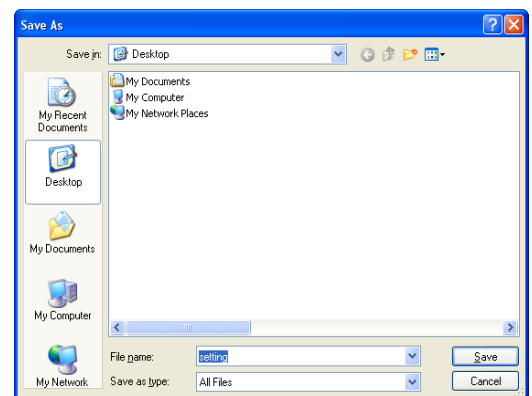 Save As
Save in: Desktop
My Recent
Documents
Desktop
My Documents
My Computer
My Network
My Documents
My Computer
My Network Places
File name: setting Save
Save as type: All Files Cancel